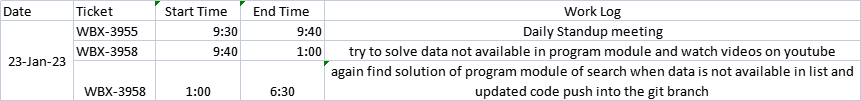 Date Ticket Start Time End Time Work Log
WBX-3955 9:30 9:40 Daily Standup meeting
WBX-3958 9:40 1:00 try to solve data not available in program module and watch videos on youtube
23-Jan-23
again find solution of program module of search when data is not available in list and
WBX-3958 1:00 6:30 updated code push into the git branch